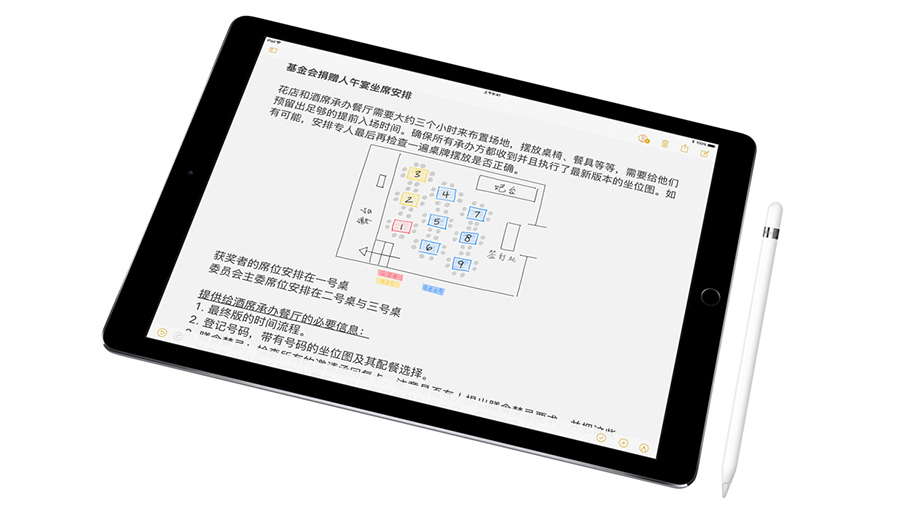 iPad
上午9:41
100%
基金会捐赠人午宴坐席安排
花店和酒席承办餐厅需要大约三个小时来布置场地，摆放桌椅、餐具等等，需要给他们
预留出足够的提前入场时间。确保所有承办方都收到并且执行了最新版本的坐位图。如
有可能，安排专人最后再检查一遍桌牌摆放是否正确。
3
4
吧台
2
7
5
1
8
6
签到处
9
获奖者的席位安排在一号桌
委员会主委席位安排在二号桌与三号桌
提供给酒席承办餐厅的必要信息：
1. 最终版的时间流程。
2. 登记号码，带有号码的坐位图及其配餐选择。